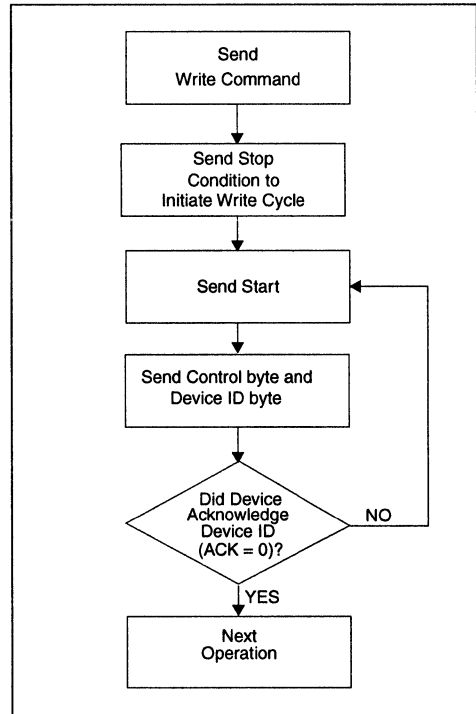 Send
Write Command
Send Stop
Condition to
Initiate Write Cycle
Send Start
Send Control byte and
Device ID byte
Did Device
Acknowledge
Device ID
(ACK = 0)?
NO
YES
Next
Operation